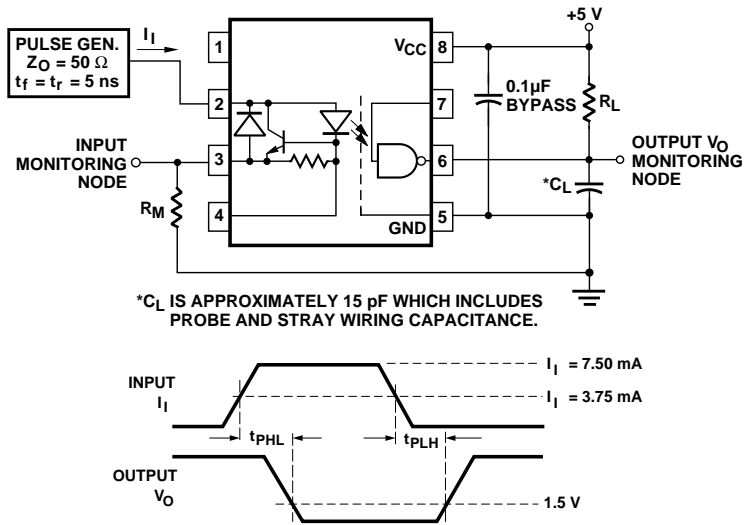 PULSE GEN.
Z_O = 50 Ω
t_f = t_r = 5 ns
I_I
+5 V
1
V_CC 8
2
7
0.1µF
BYPASS
R_L
INPUT
MONITORING
NODE
3
6
OUTPUT V_O
MONITORING
NODE
*C_L
R_M
4
5
GND
*C_L IS APPROXIMATELY 15 pF WHICH INCLUDES
PROBE AND STRAY WIRING CAPACITANCE.
INPUT
I_I
I_I = 7.50 mA
I_I = 3.75 mA
t_PHL
t_PLH
OUTPUT
V_O
1.5 V